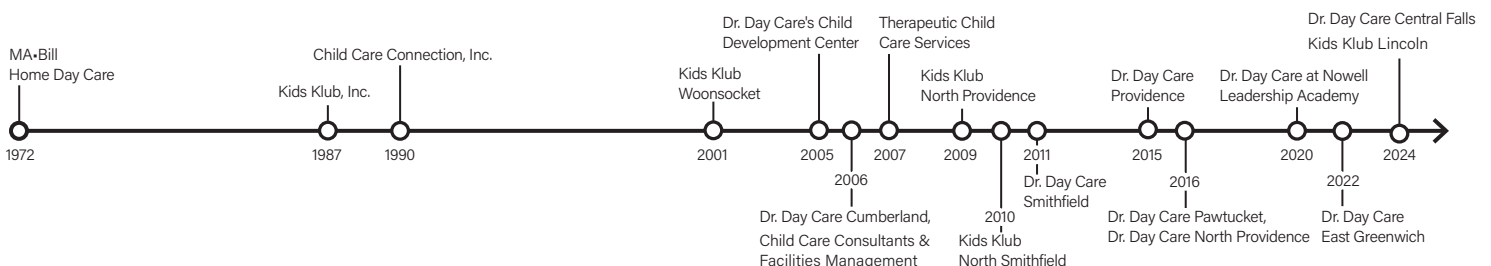 MA•Bill
Home Day Care
1972
Kids Klub, Inc.
1987
Child Care Connection, Inc.
1990
Kids Klub
Woonsocket
2001
Dr. Day Care's Child
Development Center
2005
2006
Dr. Day Care Cumberland,
Child Care Consultants &
Facilities Management
Therapeutic Child
Care Services
2007
Kids Klub
North Providence
2009
2010
Kids Klub
North Smithfield
2011
Dr. Day Care
Smithfield
Dr. Day Care
Providence
2015
2016
Dr. Day Care Pawtucket,
Dr. Day Care North Providence
Dr. Day Care at Nowell
Leadership Academy
2020
2022
Dr. Day Care
East Greenwich
Dr. Day Care Central Falls
Kids Klub Lincoln
2024